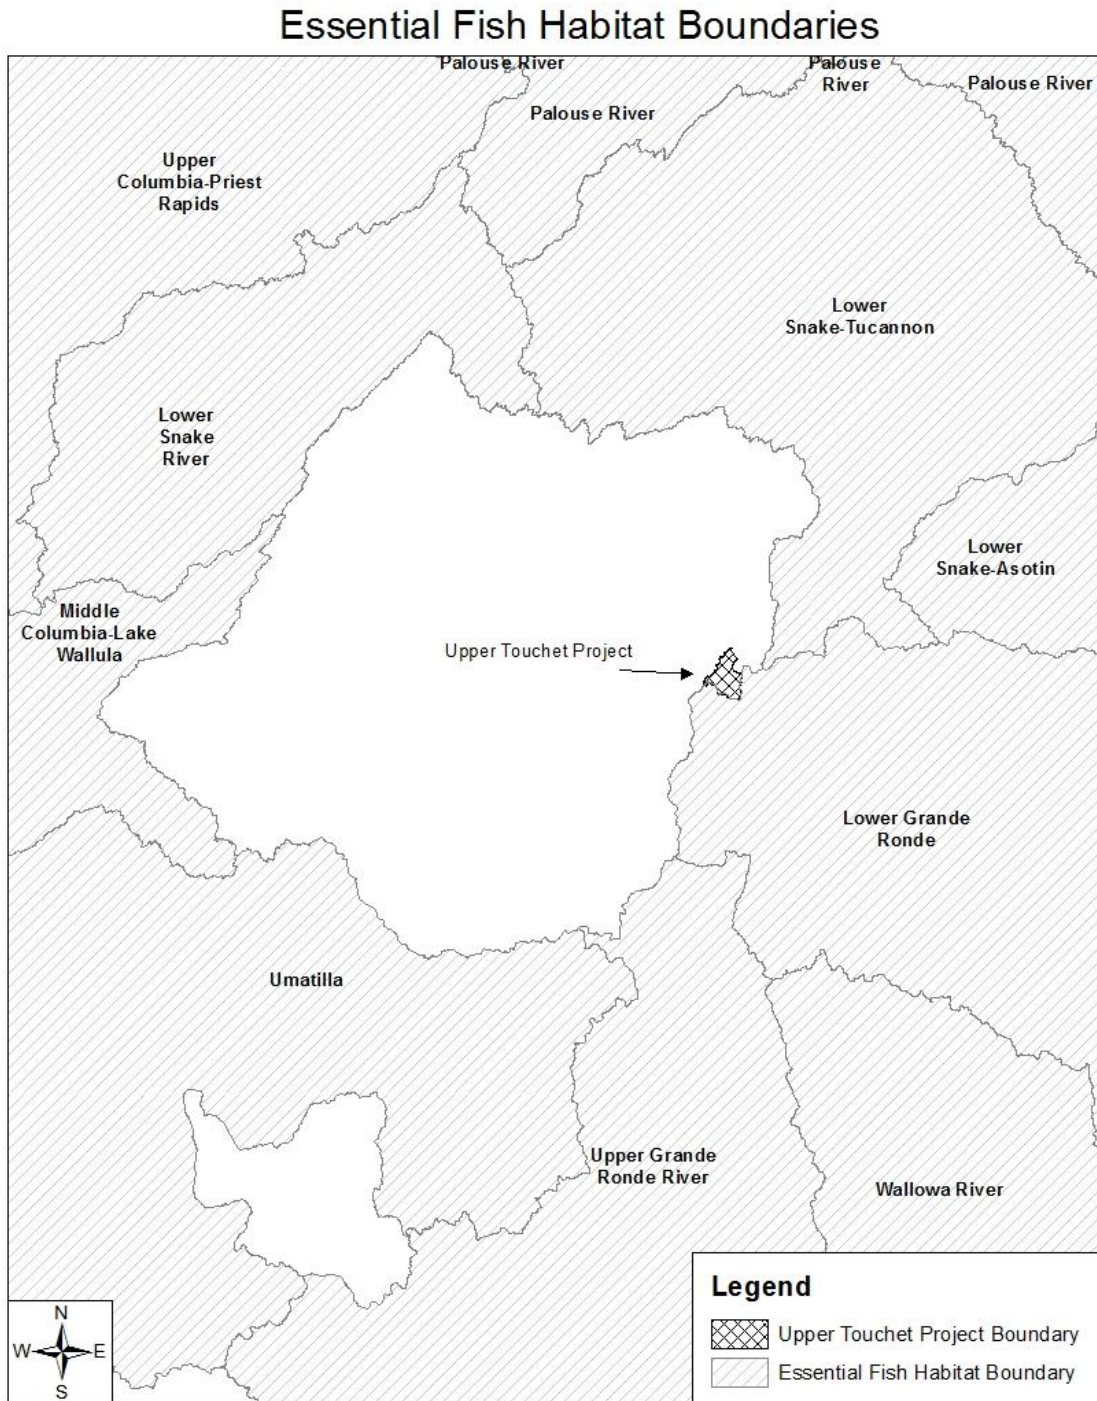 Essential Fish Habitat Boundaries
Palouse River
Palouse
River
Palouse River
Palouse River
Upper
Columbia-Priest
Rapids
Lower
Snake-Tucannon
Lower
Snake
River
Lower
Snake-Asotin
Middle
Columbia-Lake
Wallula
Upper Touchet Project
Lower Grande
Ronde
Umatilla
Upper Grande
Ronde River
Wallowa River
Legend
Upper Touchet Project Boundary
Essential Fish Habitat Boundary
N
W
E
S